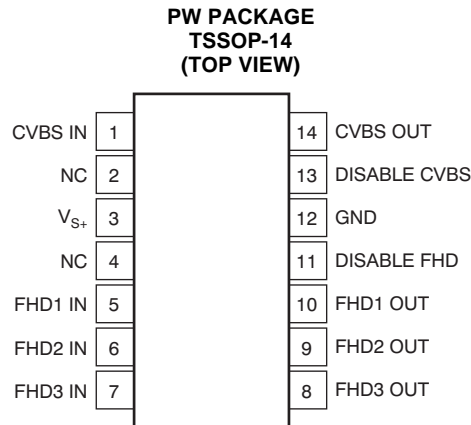 PW PACKAGE
TSSOP-14
(TOP VIEW)
CVBS IN 1 14 CVBS OUT
NC 2 13 DISABLE CVBS
VS+ 3 12 GND
NC 4 11 DISABLE FHD
FHD1 IN 5 10 FHD1 OUT
FHD2 IN 6 9 FHD2 OUT
FHD3 IN 7 8 FHD3 OUT